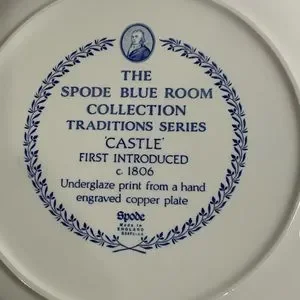 THE
SPODE BLUE ROOM
COLLECTION
TRADITIONS SERIES
'CASTLE'
FIRST INTRODUCED
c. 1806
Underglaze print from a hand
engraved copper plate
Spode
Made in
ENGLAND